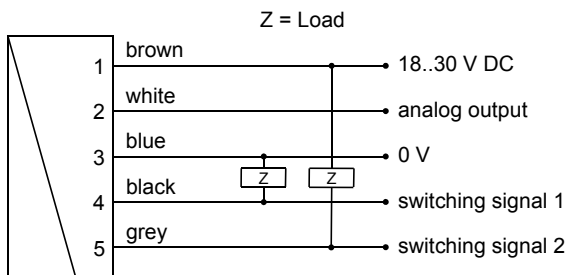 Z = Load
1 brown 18..30 V DC
2 white analog output
3 blue 0 V
Z Z
4 black switching signal 1
5 grey switching signal 2